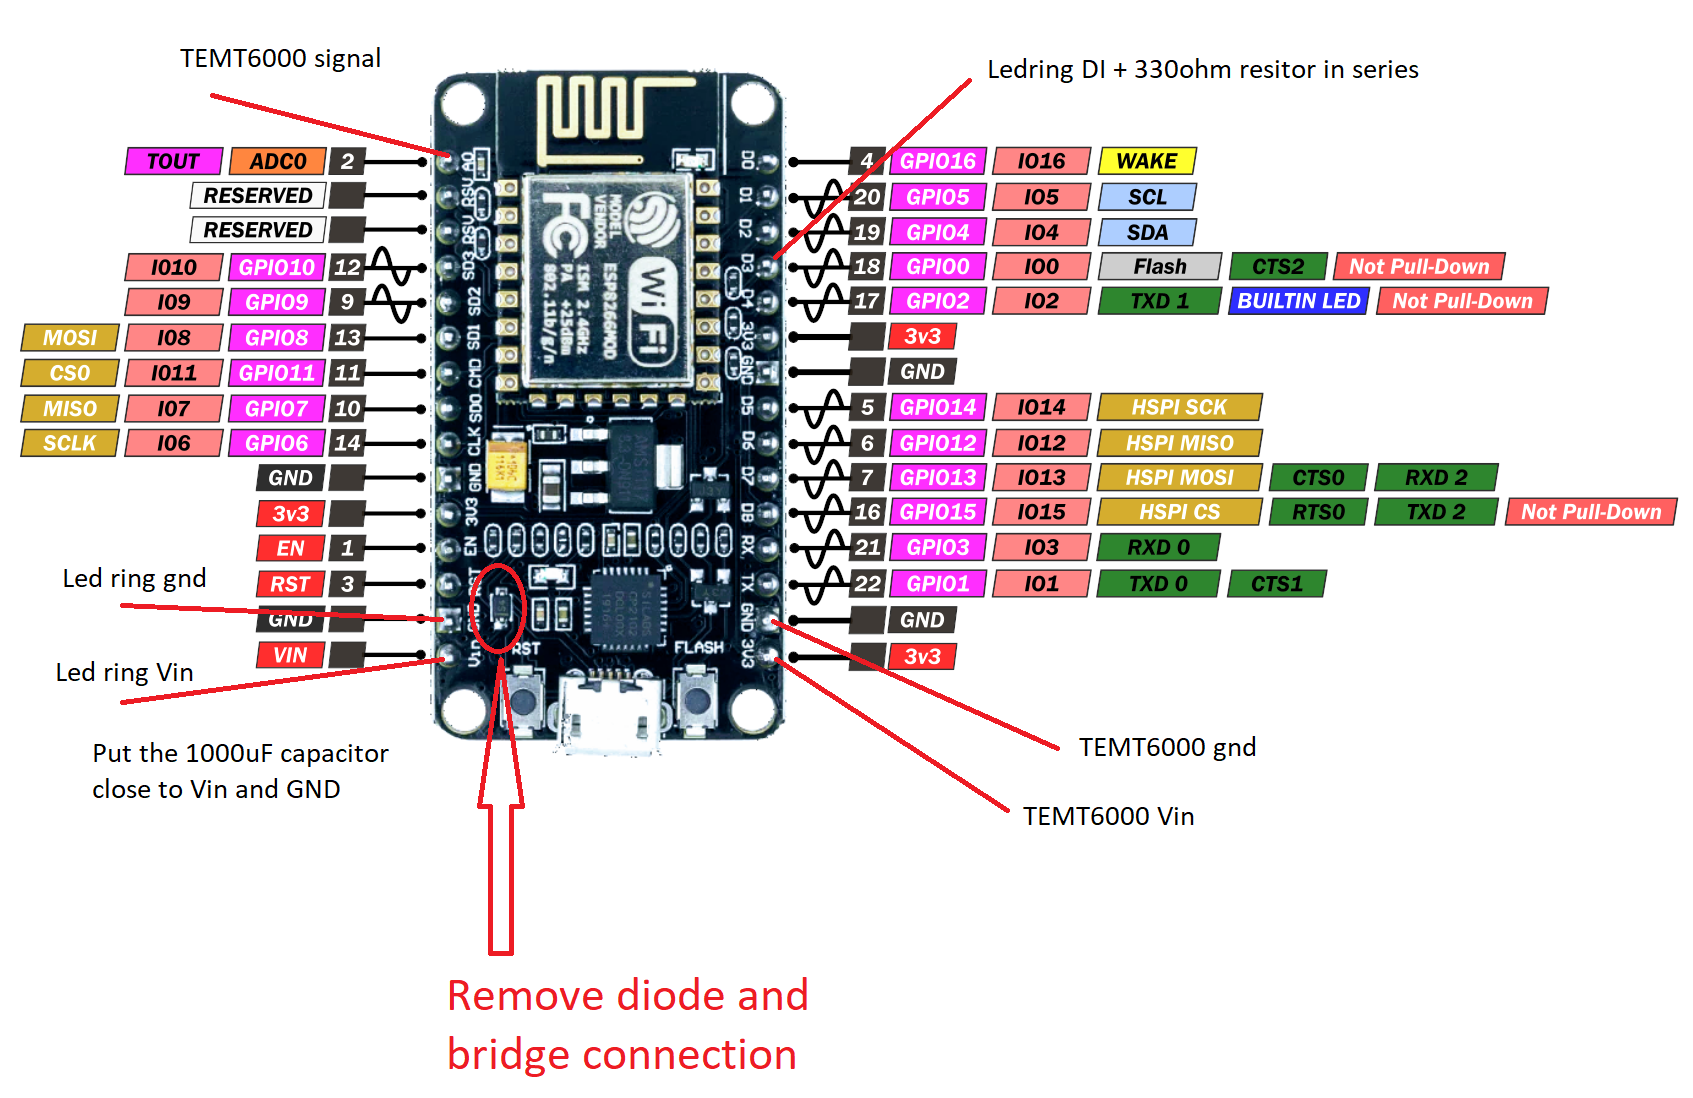 TEMT6000 signal
Ledring DI + 330ohm resitor in series
TOUT ADC0 2
RESERVED
RESERVED
IO10 GPIO10 12
IO9 GPIO9 9
MOSI IO8 GPIO8 13
CS0 IO11 GPIO11 11
MISO IO7 GPIO7 10
SCLK IO6 GPIO6 14
GND
3v3
EN 1
RST 3
GND
VIN
Led ring gnd
Led ring Vin
Put the 1000uF capacitor
close to Vin and GND
A0
RSV
RSV
SD3
SD2
SD1
CMD
SD0
CLK
GND
3V3
EN
RST
GND
Vin
D0
D1
D2
D3
D4
3V3
GND
D5
D6
D7
D8
RX
TX
GND
3V3
MODEL
VENDOR
ESP8266MOD
ISM 2.4GHz
PA +25dBm
802.11b/g/n
FCC
WiFi
AMS1117
SILABS
CP2102
RST
FLASH
4 GPIO16 IO16 WAKE
20 GPIO5 IO5 SCL
19 GPIO4 IO4 SDA
18 GPIO0 IO0 Flash CTS2 Not Pull-Down
17 GPIO2 IO2 TXD 1 BUILTIN LED Not Pull-Down
3v3
GND
5 GPIO14 IO14 HSPI SCK
6 GPIO12 IO12 HSPI MISO
7 GPIO13 IO13 HSPI MOSI CTS0 RXD 2
16 GPIO15 IO15 HSPI CS RTS0 TXD 2 Not Pull-Down
21 GPIO3 IO3 RXD 0
22 GPIO1 IO1 TXD 0 CTS1
GND
3v3
TEMT6000 gnd
TEMT6000 Vin
Remove diode and
bridge connection